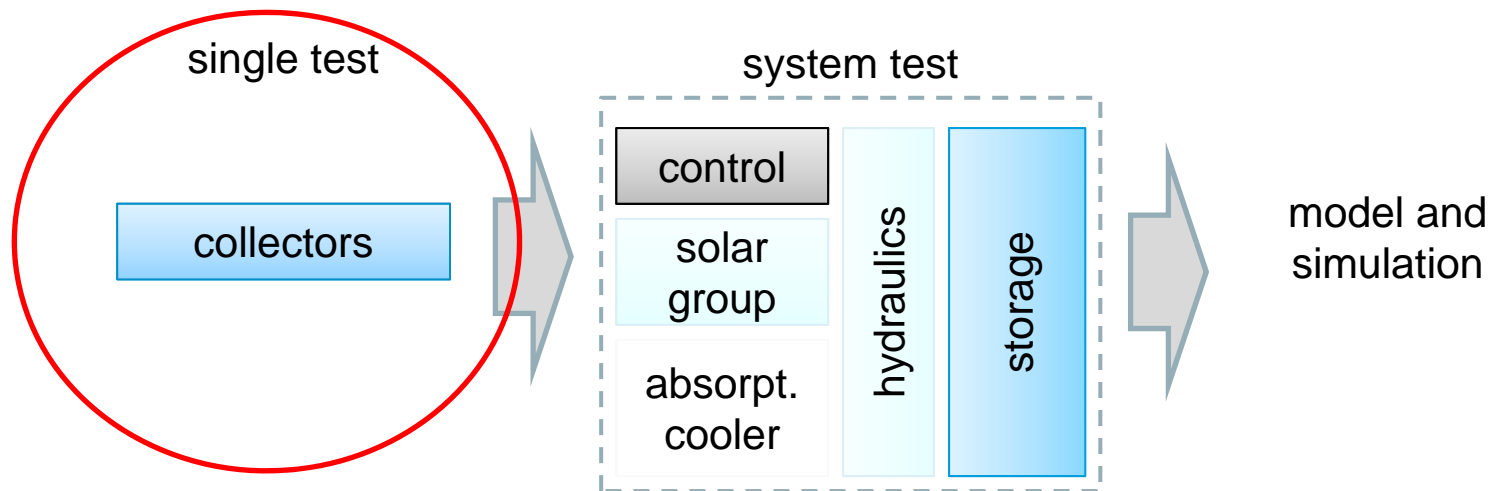 single test
collectors
system test
control
solar
group
absorpt.
cooler
hydraulics
storage
model and
simulation